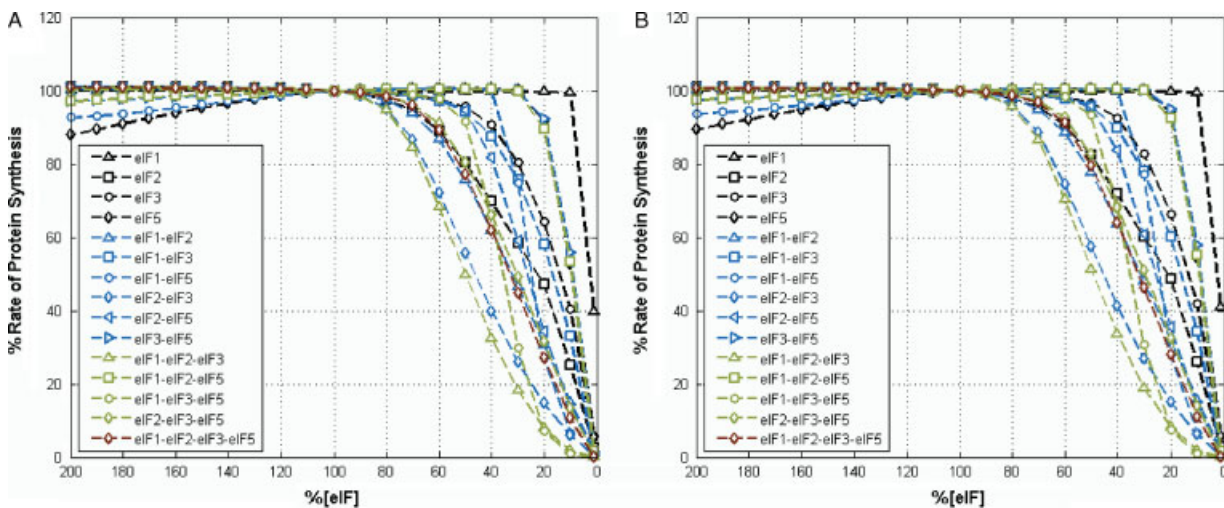 A
120
100
80
60
40
20
0
%Rate of Protein Synthesis
eIF1
eIF2
eIF3
eIF5
eIF1-eIF2
eIF1-eIF3
eIF1-eIF5
eIF2-eIF3
eIF2-eIF5
eIF3-eIF5
eIF1-eIF2-eIF3
eIF1-eIF2-eIF5
eIF1-eIF3-eIF5
eIF2-eIF3-eIF5
eIF1-eIF2-eIF3-eIF5
200 180 160 140 120 100 80 60 40 20 0
%[eIF]
B
120
100
80
60
40
20
0
%Rate of Protein Synthesis
eIF1
eIF2
eIF3
eIF5
eIF1-eIF2
eIF1-eIF3
eIF1-eIF5
eIF2-eIF3
eIF2-eIF5
eIF3-eIF5
eIF1-eIF2-eIF3
eIF1-eIF2-eIF5
eIF1-eIF3-eIF5
eIF2-eIF3-eIF5
eIF1-eIF2-eIF3-eIF5
200 180 160 140 120 100 80 60 40 20 0
%[eIF]